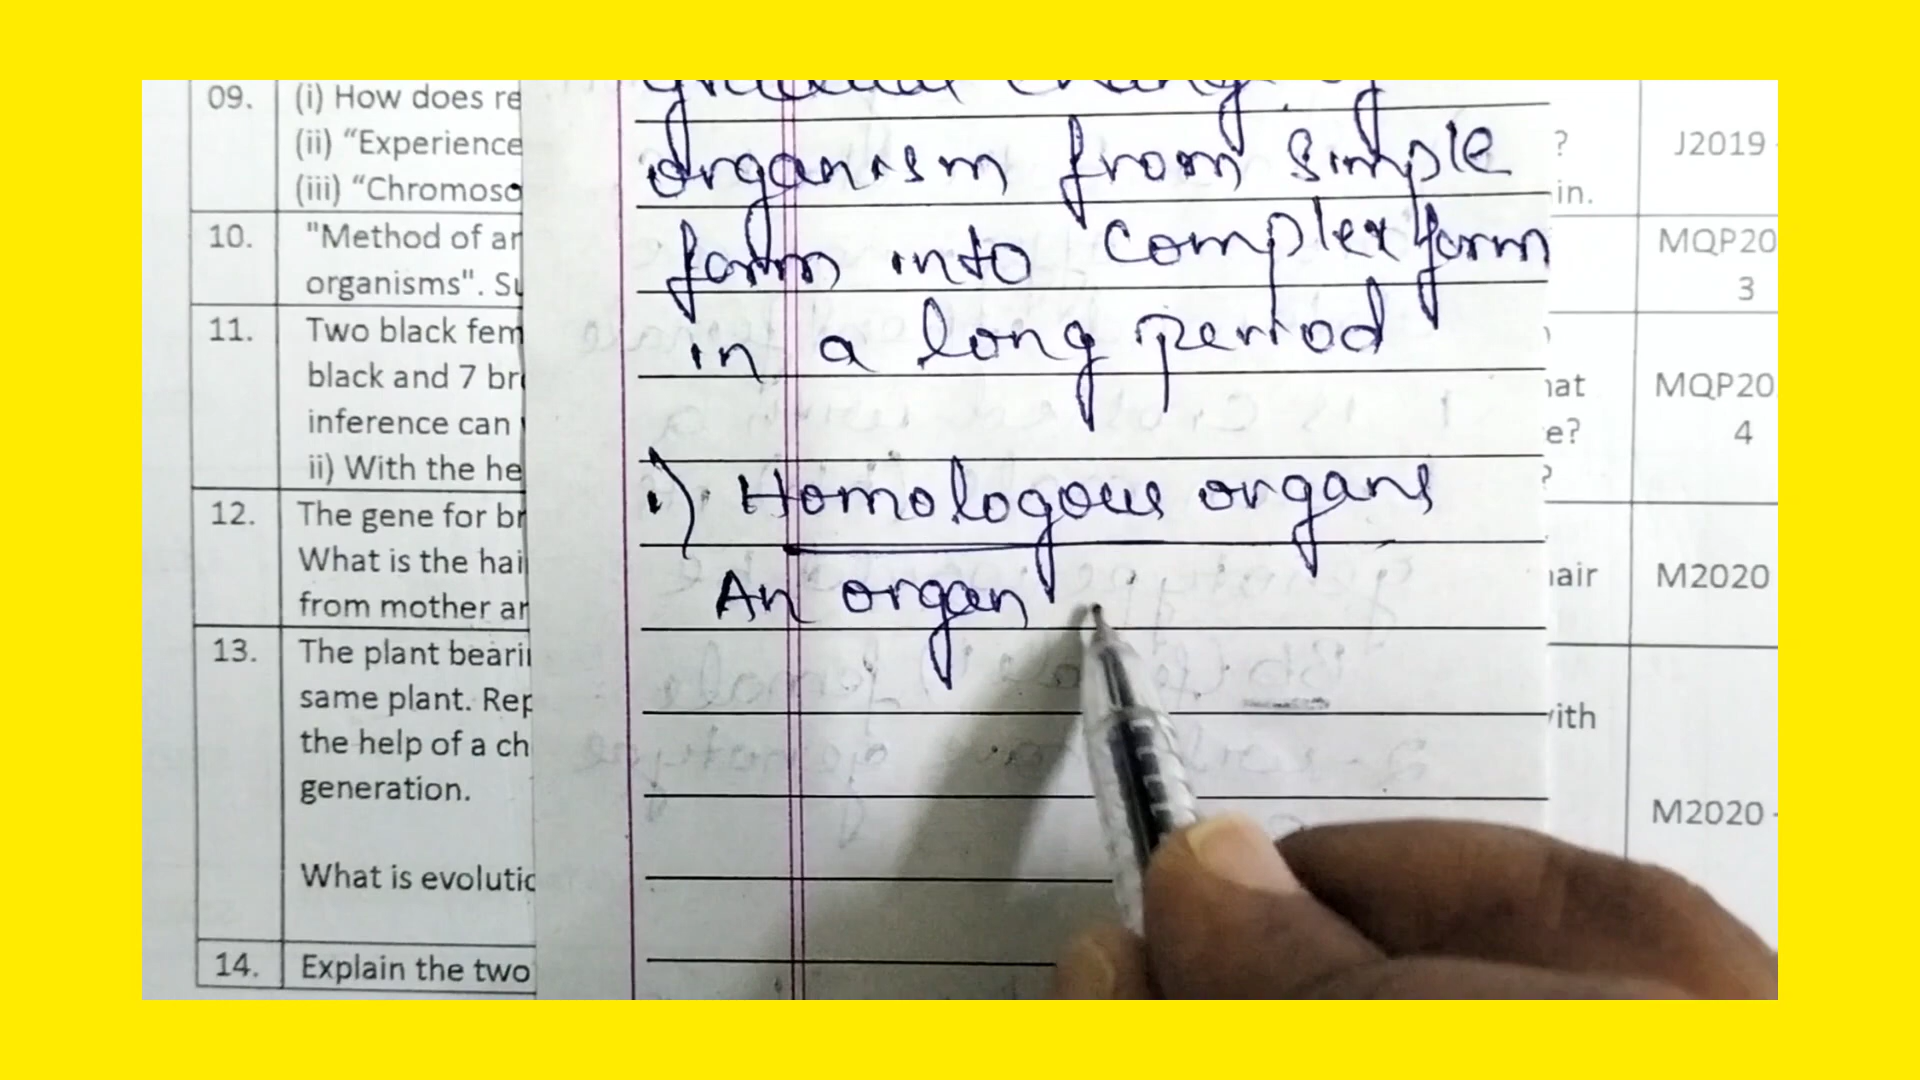 09.
(i) How does re
(ii) “Experience
(iii) “Chromoso
10.
"Method of ar
organisms". Su
11.
Two black fem
black and 7 br
inference can
ii) With the he
12.
The gene for br
What is the hai
from mother ar
13.
The plant beari
same plant. Rep
the help of a ch
generation.
What is evolutio
14.
Explain the two
gradual change of
organism from simple
form into complex form
in a long period
1) Homologous organs
An organ
?
in.
hat
e?
?
hair
with
J2019
MQP20
3
MQP20
4
M2020
M2020 -